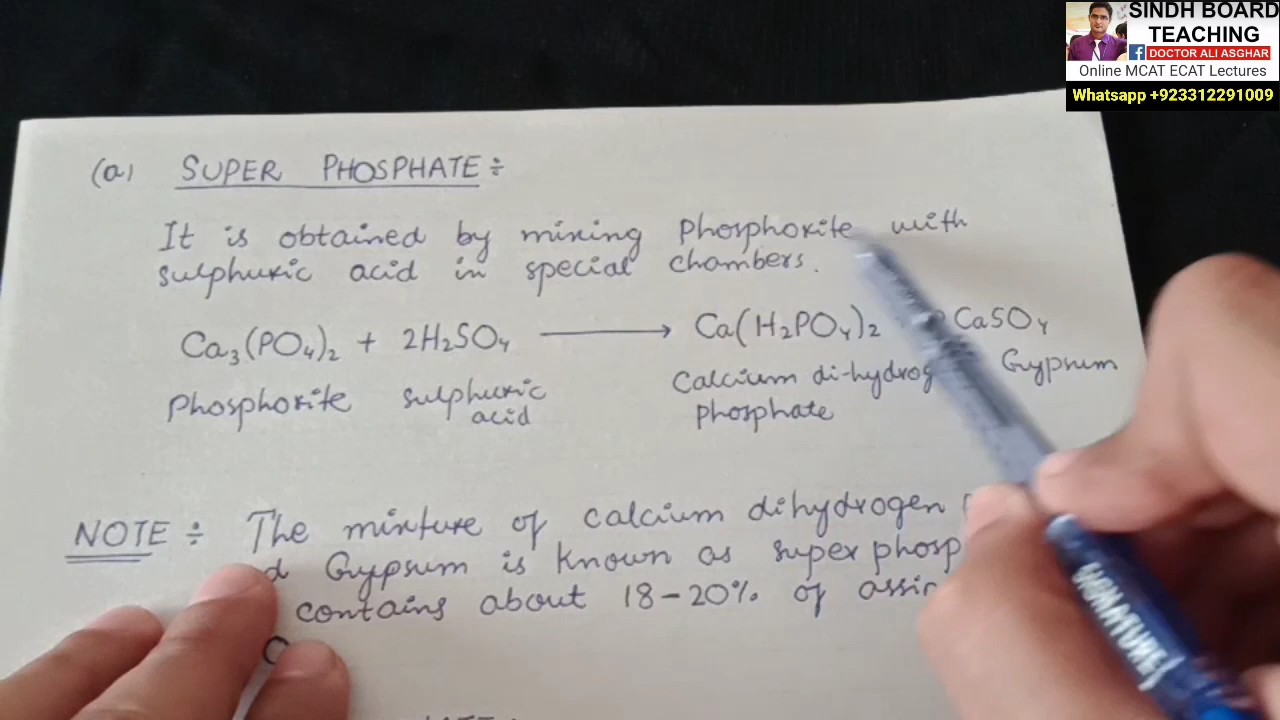 SINDH BOARD
TEACHING
f DOCTOR ALI ASGHAR
Online MCAT ECAT Lectures
Whatsapp +923312291009
(a) SUPER PHOSPHATE ÷
It is obtained by mixing Phosphorite with
sulphuric acid in special chambers.
Ca₃(PO₄)₂ + 2H₂SO₄ ⟶ Ca(H₂PO₄)₂ CaSO₄
Phosphorite sulphuric acid Calcium di-hydrog phosphate Gypsum
NOTE ÷ The mixture of calcium dihydrogen
Gypsum is known as super phosp
contains about 18-20% of